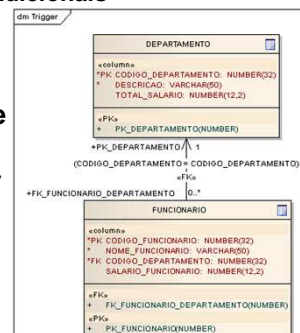 dicionais
dm Trigger
DEPARTAMENTO
«column»
*PK CODIGO_DEPARTAMENTO: NUMBER(32)
* DESCRICAO: VARCHAR(50)
TOTAL_SALARIO: NUMBER(12,2)
«PK»
+ PK_DEPARTAMENTO(NUMBER)
e
+PK_DEPARTAMENTO 1
(CODIGO_DEPARTAMENTO = CODIGO_DEPARTAMENTO)
«FK»
+FK_FUNCIONARIO_DEPARTAMENTO 0..*
FUNCIONARIO
«column»
*PK CODIGO_FUNCIONARIO: NUMBER(32)
* NOME_FUNCIONARIO: VARCHAR(50)
*FK CODIGO_DEPARTAMENTO: NUMBER(32)
SALARIO_FUNCIONARIO: NUMBER(12,2)
«FK»
+ FK_FUNCIONARIO_DEPARTAMENTO(NUMBER)
«PK»
+ PK_FUNCIONARIO(NUMBER)